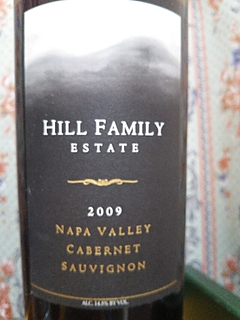 HILL FAMILY
ESTATE
2009
NAPA VALLEY
CABERNET
SAUVIGNON